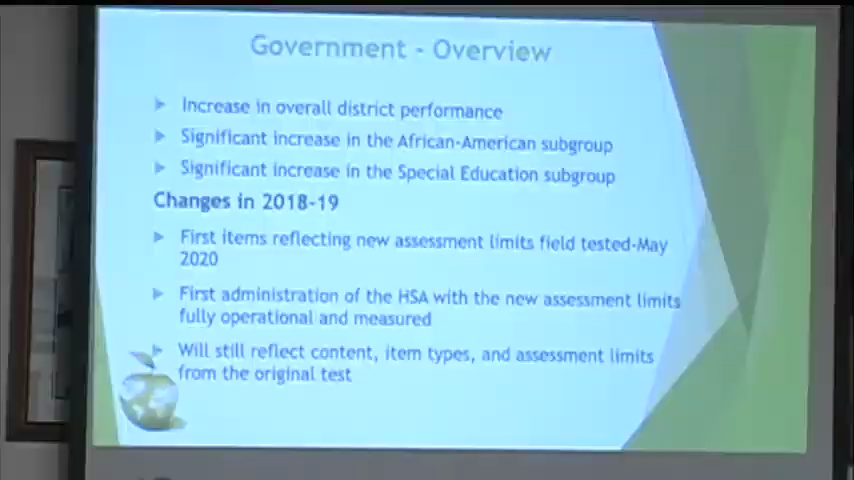 Government - Overview
Increase in overall district performance
Significant increase in the African-American subgroup
Significant increase in the Special Education subgroup
Changes in 2018-19
First items reflecting new assessment limits field tested-May
2020
First administration of the HSA with the new assessment limits
fully operational and measured
Will still reflect content, item types, and assessment limits
from the original test